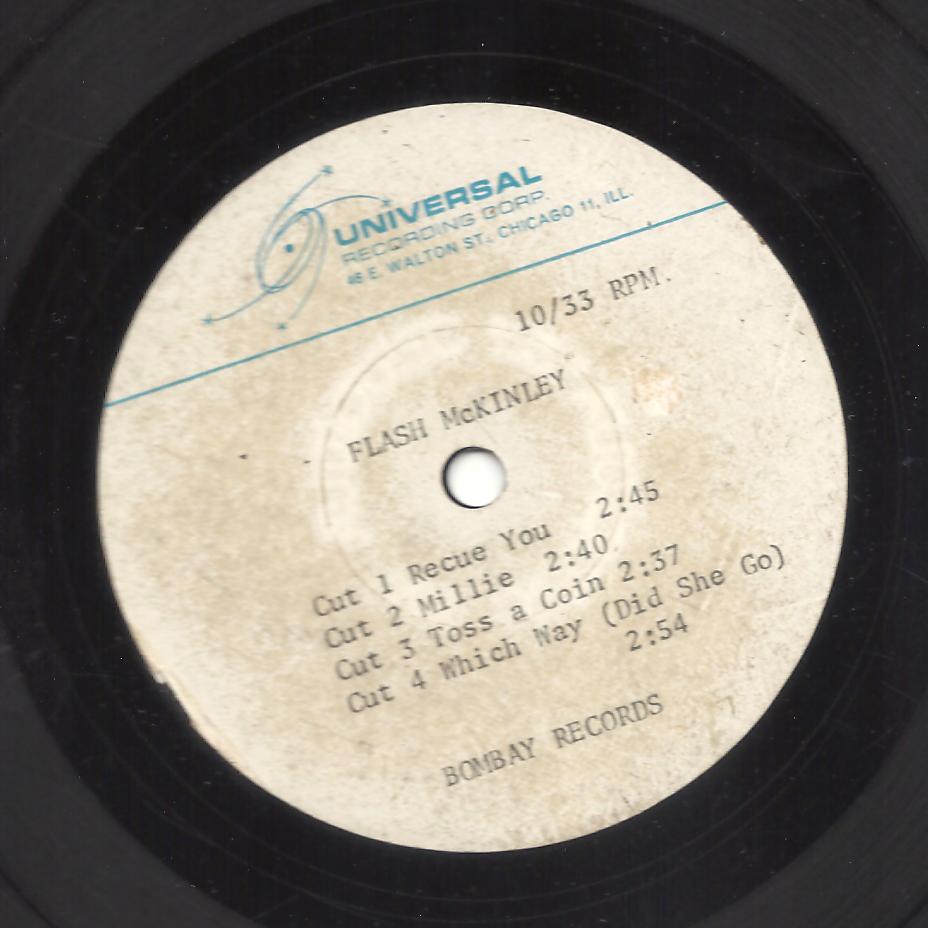 UNIVERSAL
RECORDING CORP.
46 E. WALTON ST., CHICAGO 11, ILL.
10/33 RPM.
FLASH McKINLEY
Cut 1 Recue You 2:45
Cut 2 Millie 2:40
Cut 3 Toss a Coin 2:37
Cut 4 Which Way (Did She Go)
2:54
BOMBAY RECORDS